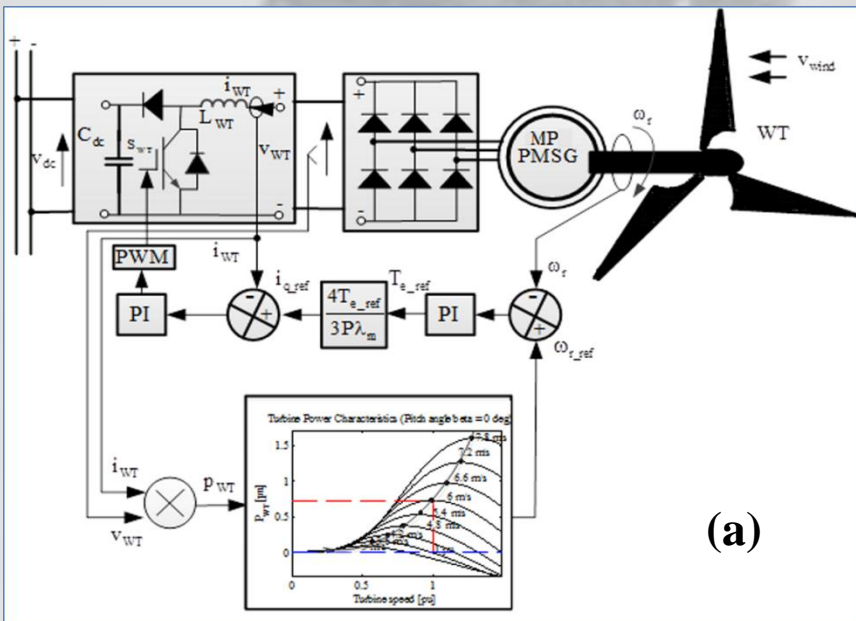 + -
i_WT
+
+
v_wind
L_WT
ω_r
C_dc
S_WT
v_WT
MP
PMSG
WT
v_dc
-
-
i_WT
PWM
i_q_ref
T_e_ref
ω_r
-
+
4T_e_ref
3Pλ_m
-
+
PI
PI
ω_r_ref
Turbine Power Characteristics (Pitch angle beta = 0 deg)
7.8 m/s
1.5
7.2 m/s
i_WT
6.6 m/s
1
p_WT
P_WT [pu]
6 m/s
0.5
5.4 m/s
4.8 m/s
v_WT
(a)
0
0 0.5 1
Turbine speed [pu]